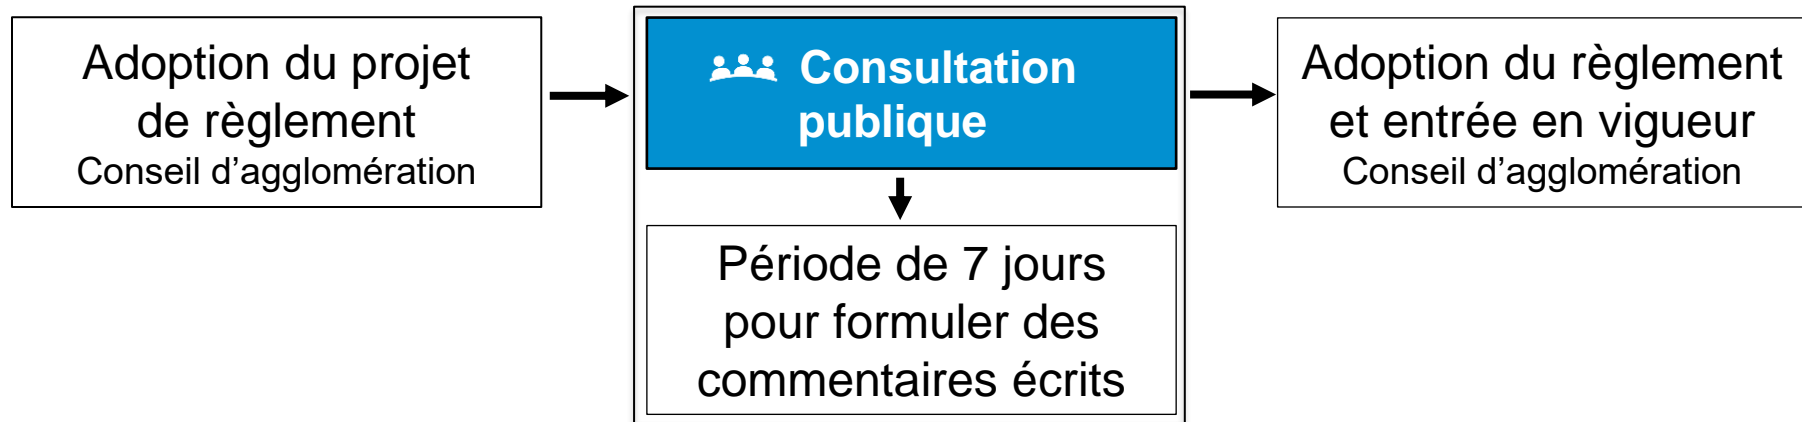 Adoption du projet
de règlement
Conseil d’agglomération
Consultation
publique
Période de 7 jours
pour formuler des
commentaires écrits
Adoption du règlement
et entrée en vigueur
Conseil d’agglomération